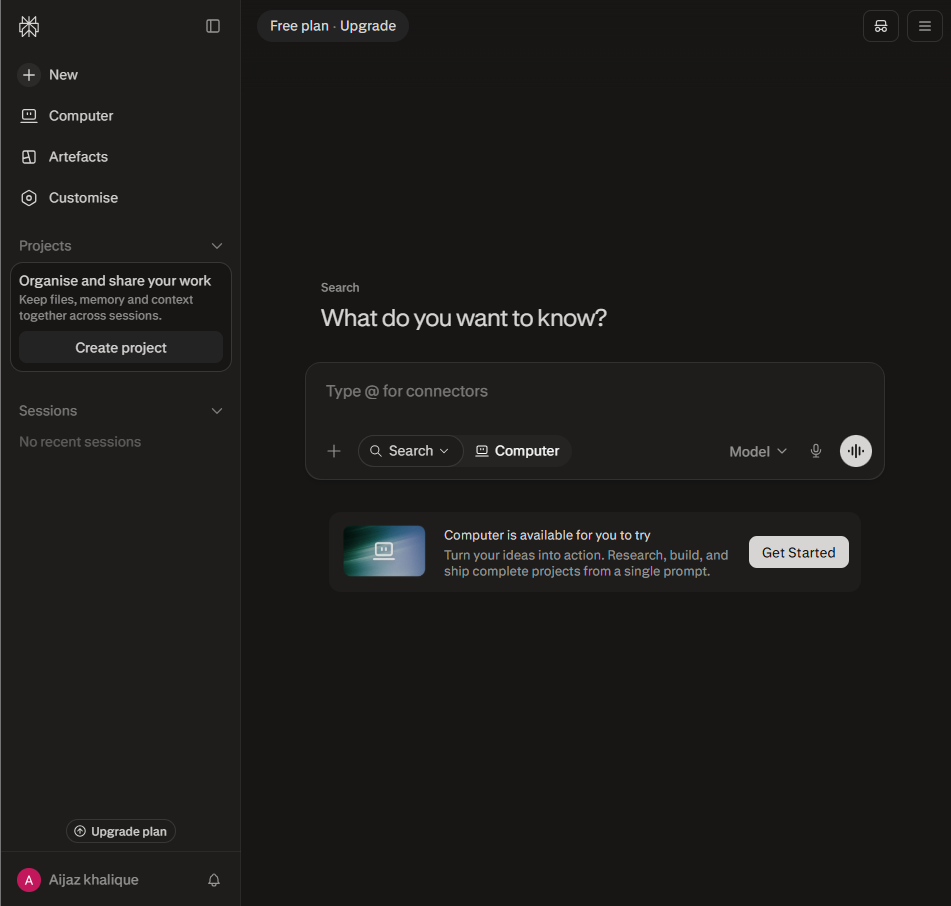 Free plan · Upgrade
New
Computer
Artefacts
Customise
Projects
Organise and share your work
Keep files, memory and context
together across sessions.
Create project
Sessions
No recent sessions
Search
What do you want to know?
Type @ for connectors
Search
Computer
Model
Computer is available for you to try
Turn your ideas into action. Research, build, and
ship complete projects from a single prompt.
Get Started
Upgrade plan
A
Aijaz khalique